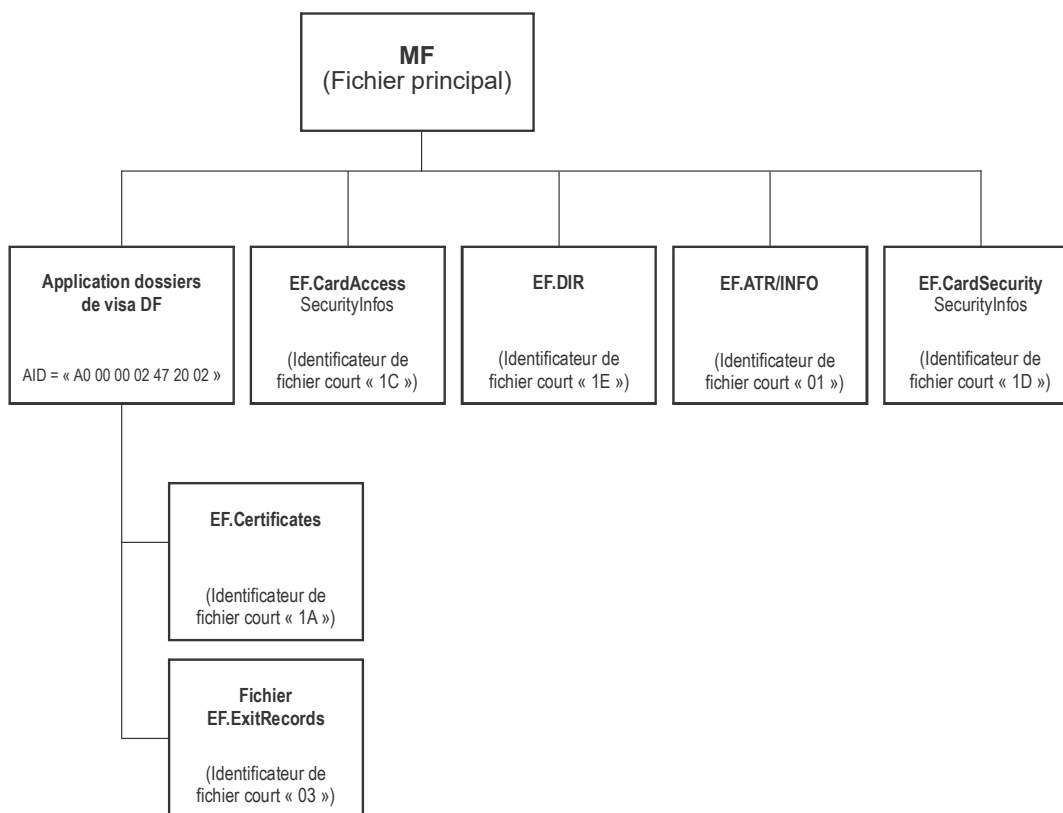 MF
(Fichier principal)
Application dossiers
de visa DF
AID = « A0 00 00 02 47 20 02 »
EF.CardAccess
SecurityInfos
(Identificateur de
fichier court « 1C »)
EF.DIR
(Identificateur de
fichier court « 1E »)
EF.ATR/INFO
(Identificateur de
fichier court « 01 »)
EF.CardSecurity
SecurityInfos
(Identificateur de
fichier court « 1D »)
EF.Certificates
(Identificateur de
fichier court « 1A »)
Fichier
EF.ExitRecords
(Identificateur de
fichier court « 03 »)